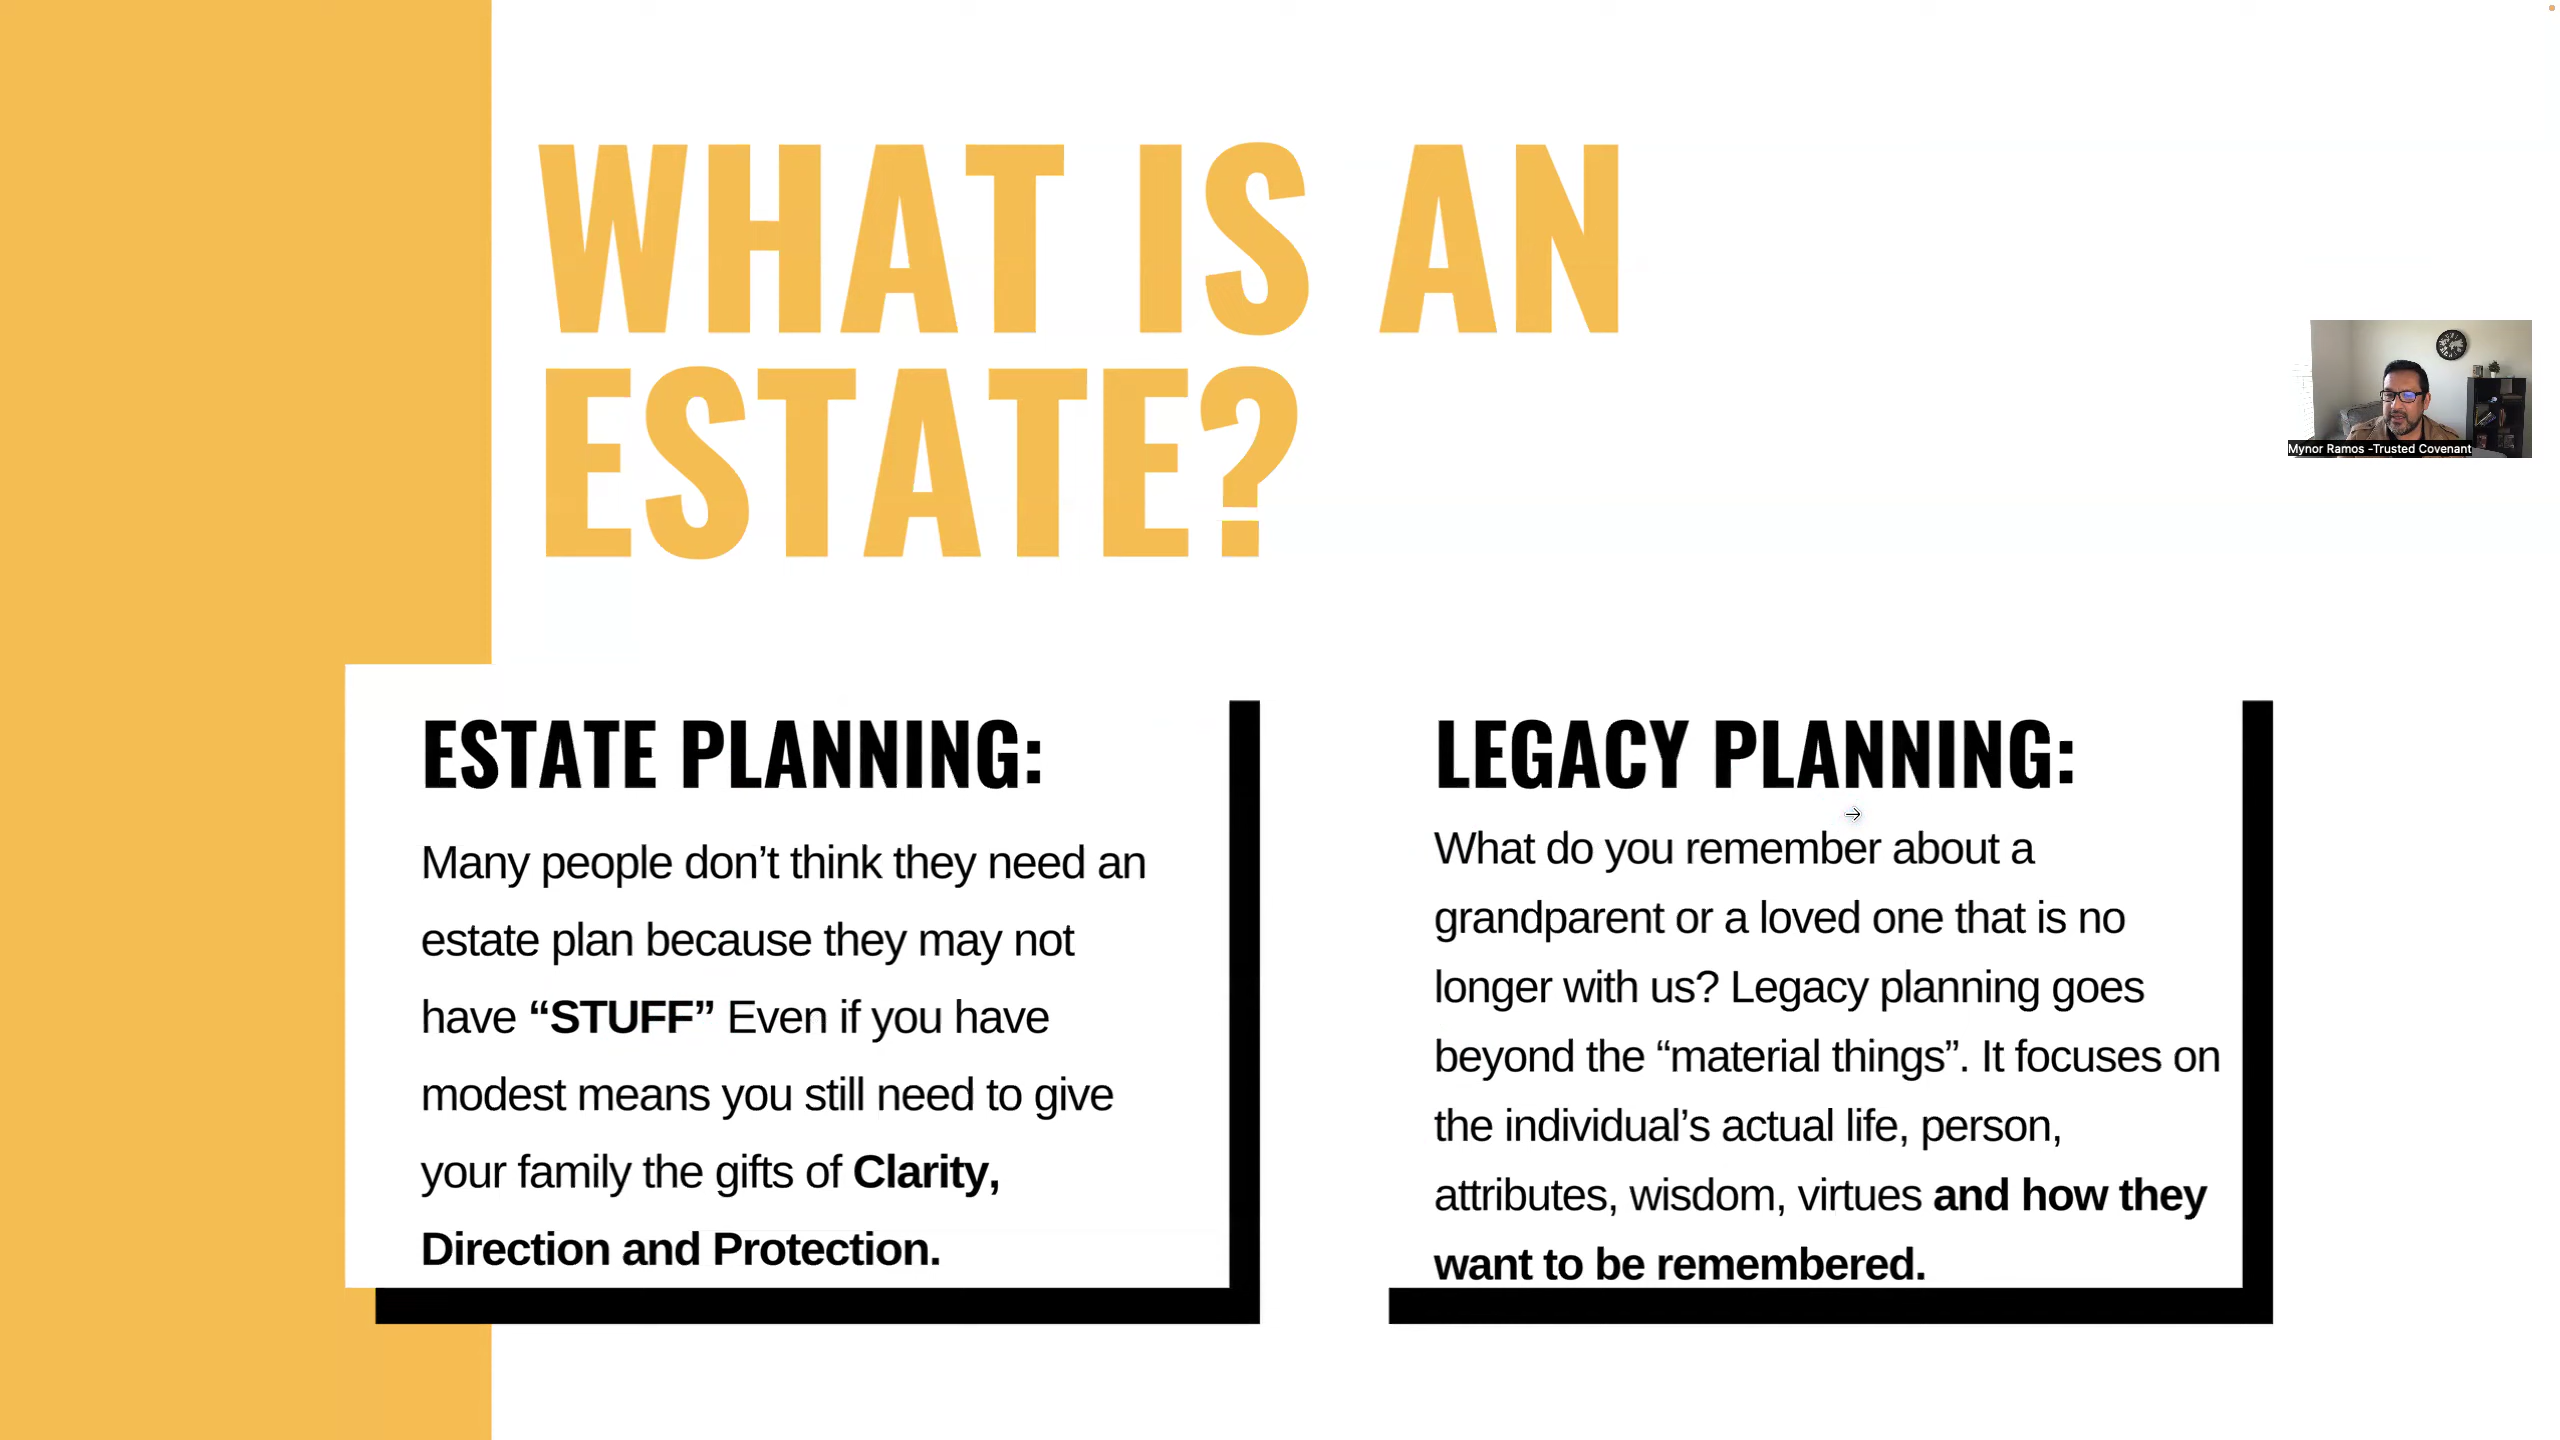 WHAT IS AN
ESTATE?
Mynor Ramos -Trusted Covenant
ESTATE PLANNING:
Many people don’t think they need an
estate plan because they may not
have “STUFF” Even if you have
modest means you still need to give
your family the gifts of Clarity,
Direction and Protection.
LEGACY PLANNING:
What do you remember about a
grandparent or a loved one that is no
longer with us? Legacy planning goes
beyond the “material things”. It focuses on
the individual’s actual life, person,
attributes, wisdom, virtues and how they
want to be remembered.